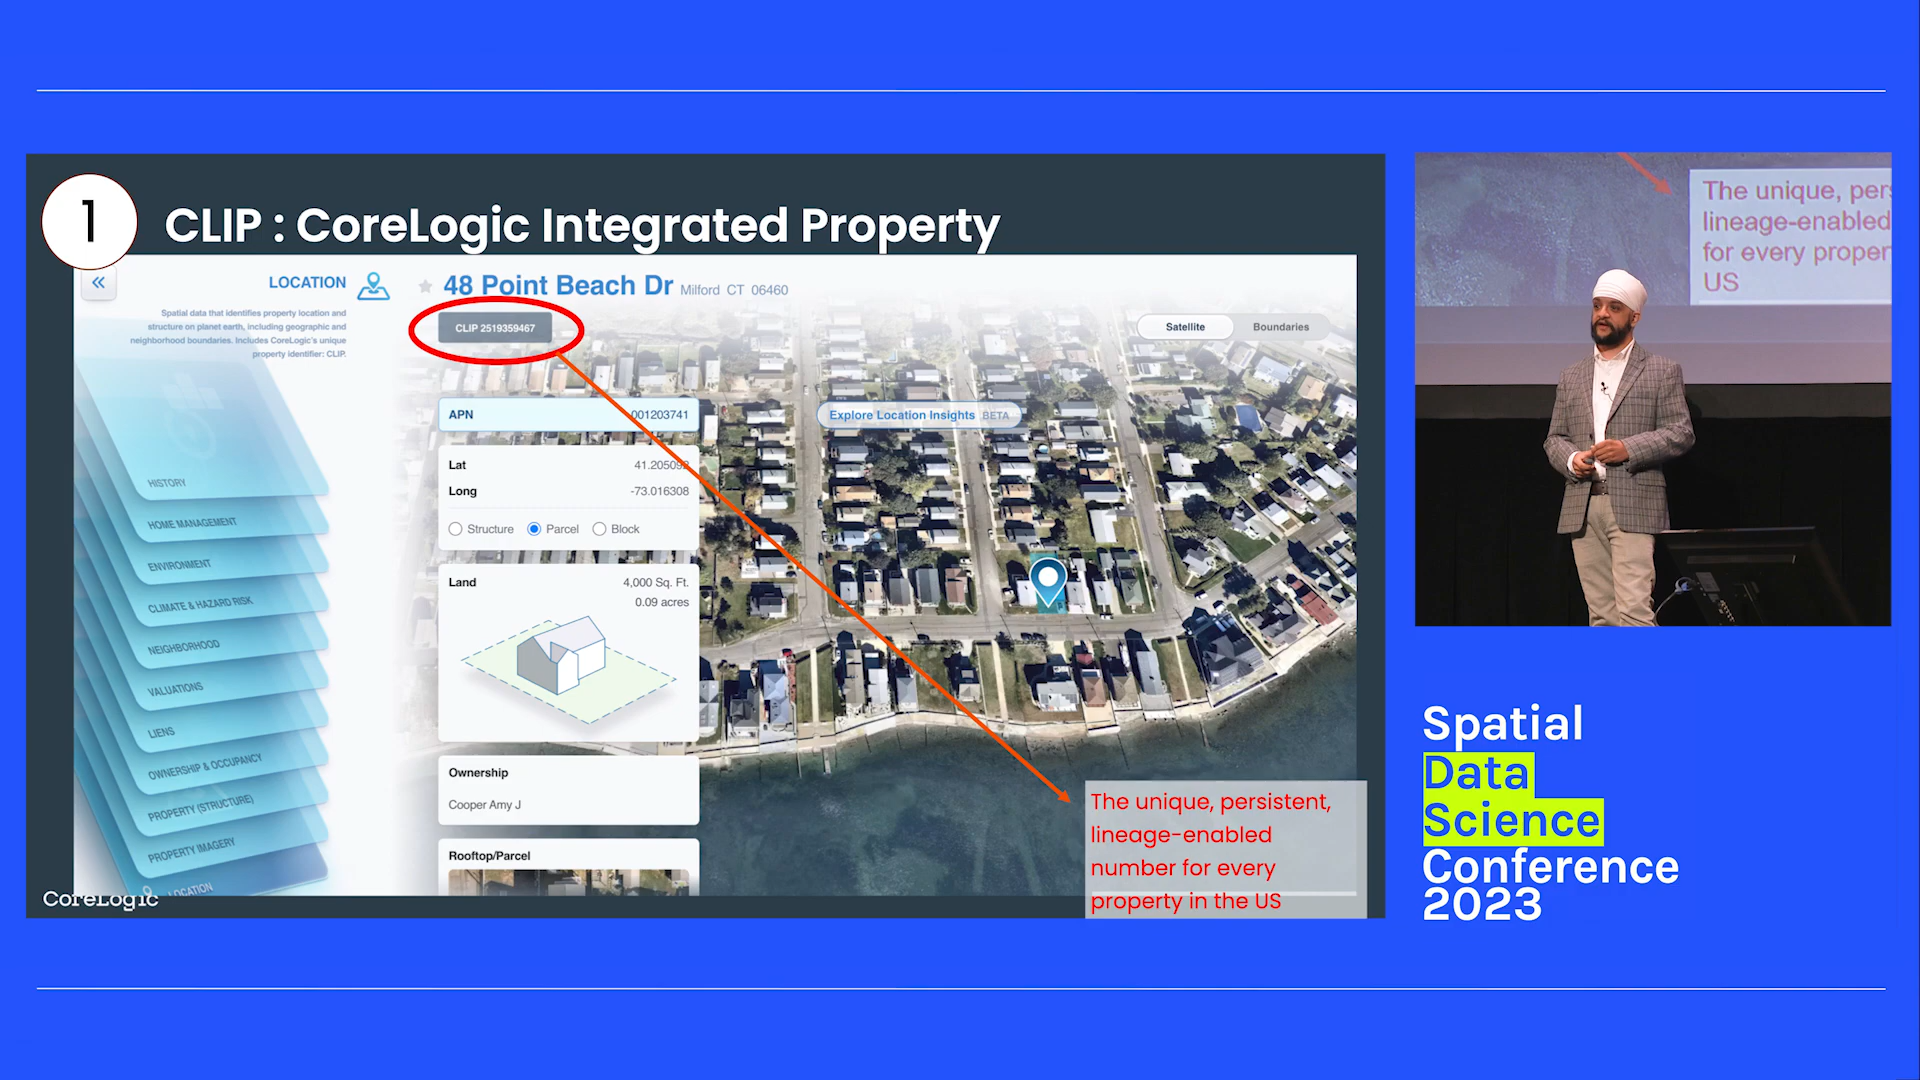 1
CLIP : CoreLogic Integrated Property
LOCATION
Spatial data that identifies property location and
structure on planet earth, including geographic and
neighborhood boundaries. Includes CoreLogic's unique
property identifier: CLIP.
48 Point Beach Dr Milford CT 06460
CLIP 2519359467
Satellite Boundaries
APN 001203741
Explore Location Insights BETA
Lat 41.205092
Long -73.016308
Structure Parcel Block
Land 4,000 Sq. Ft.
0.09 acres
Ownership
Cooper Amy J
Rooftop/Parcel
HISTORY
HOME MANAGEMENT
ENVIRONMENT
CLIMATE & HAZARD RISK
NEIGHBORHOOD
VALUATIONS
LIENS
OWNERSHIP & OCCUPANCY
PROPERTY (STRUCTURE)
PROPERTY IMAGERY
LOCATION
CoreLogic
The unique, persistent,
lineage-enabled
number for every
property in the US
The unique, pers
lineage-enabled
for every proper
US
Spatial
Data
Science
Conference
2023